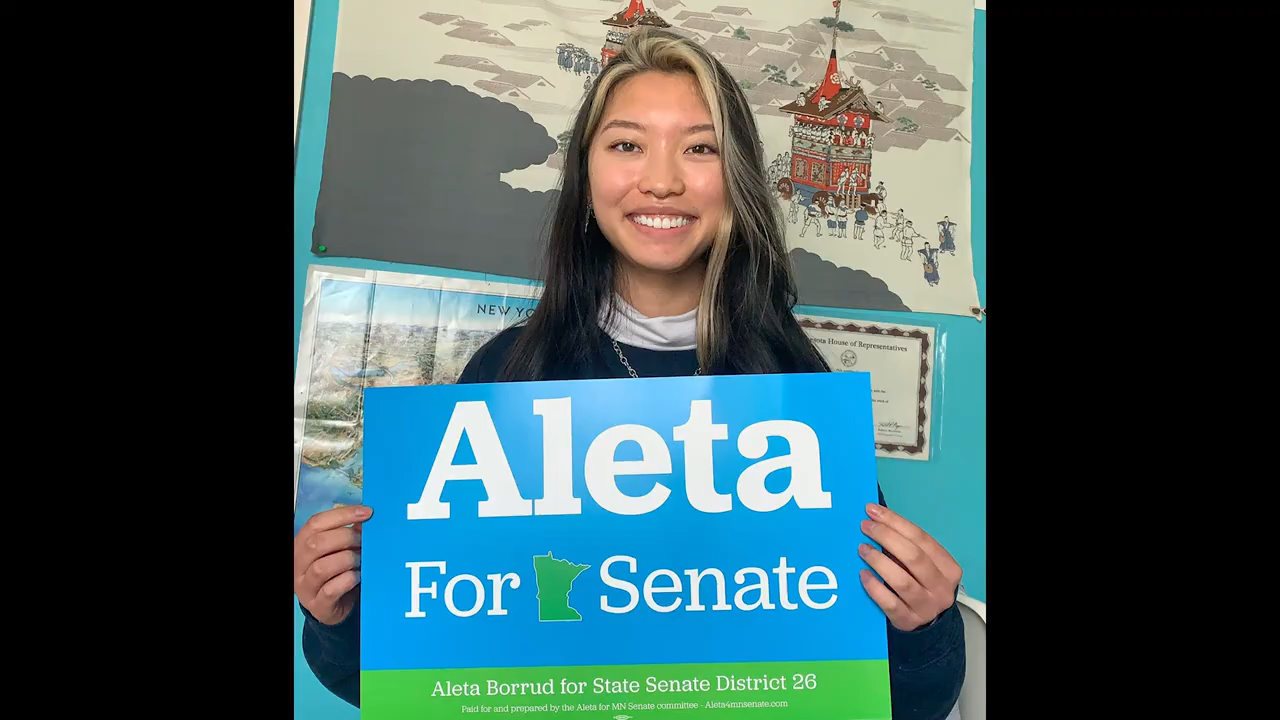 NEW YO
sota House of Representatives
Aleta
For Senate
Aleta Borrud for State Senate District 26
Paid for and prepared by the Aleta for MN Senate committee - Aleta4mnsenate.com